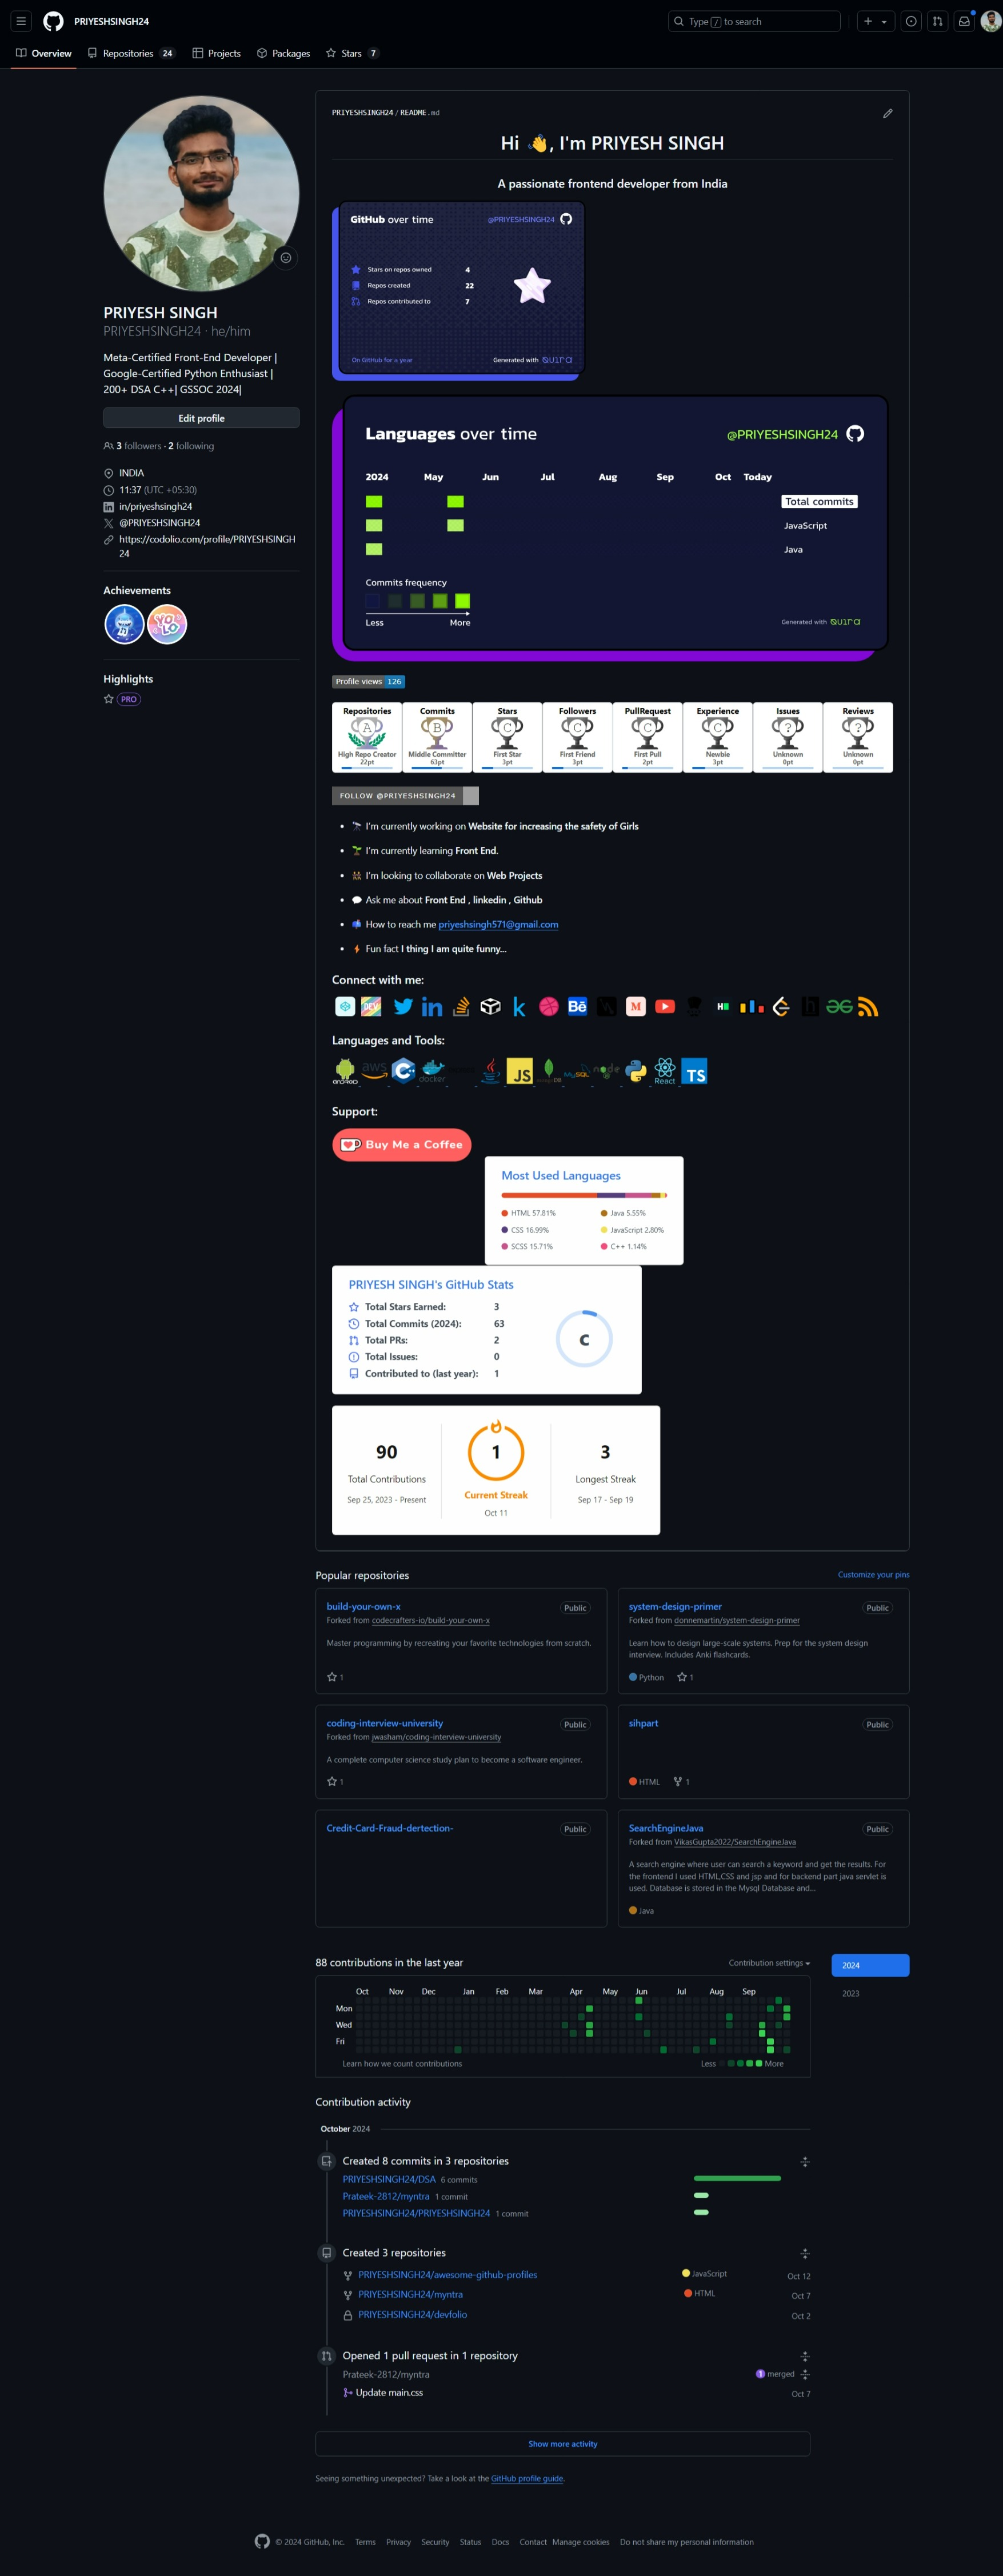 PRIYESHSINGH24
Type / to search
Overview
Repositories 24
Projects
Packages
Stars 7
PRIYESH SINGH
PRIYESHSINGH24 · he/him
Meta-Certified Front-End Developer |
Google-Certified Python Enthusiast |
200+ DSA C++| GSSOC 2024|
Edit profile
3 followers · 2 following
INDIA
11:37 (UTC +05:30)
in/priyeshsingh24
@PRIYESHSINGH24
https://codolio.com/profile/PRIYESHSINGH
24
Achievements
YOLO
Highlights
PRO
PRIYESHSINGH24 / README.md
Hi 👋, I'm PRIYESH SINGH
A passionate frontend developer from India
GitHub over time
@PRIYESHSINGH24
Stars on repos owned 4
Repos created 22
Repos contributed to 7
On GitHub for a year
Generated with QUIRA
Languages over time
@PRIYESHSINGH24
2024 May Jun Jul Aug Sep Oct Today
Total commits
JavaScript
Java
Commits frequency
Less More
Generated with QUIRA
Profile views 126
Repositories Commits Stars Followers PullRequest Experience Issues Reviews
A B C C C C ? ?
High Repo Creator Middle Committer First Star First Friend First Pull Newbie Unknown Unknown
22pt 63pt 3pt 3pt 2pt 3pt 0pt 0pt
FOLLOW @PRIYESHSINGH24
• 🔭 I'm currently working on Website for increasing the safety of Girls
• 🌱 I'm currently learning Front End.
• 👯 I'm looking to collaborate on Web Projects
• 💬 Ask me about Front End , linkedin , Github
• 📫 How to reach me priyeshsingh571@gmail.com
• ⚡ Fun fact I thing I am quite funny...
Connect with me:
DEV in k Bē M H
Languages and Tools:
android aws C++ docker JS MySQL node React TS
Support:
Buy Me a Coffee
Most Used Languages
HTML 57.81% Java 5.55%
CSS 16.99% JavaScript 2.80%
SCSS 15.71% C++ 1.14%
PRIYESH SINGH's GitHub Stats
Total Stars Earned: 3
Total Commits (2024): 63
Total PRs: 2
Total Issues: 0
Contributed to (last year): 1
C
90 1 3
Total Contributions Current Streak Longest Streak
Sep 25, 2023 - Present Oct 11 Sep 17 - Sep 19
Popular repositories
Customize your pins
build-your-own-x Public
Forked from codecrafters-io/build-your-own-x
Master programming by recreating your favorite technologies from scratch.
1
system-design-primer Public
Forked from donnemartin/system-design-primer
Learn how to design large-scale systems. Prep for the system design
interview. Includes Anki flashcards.
Python 1
coding-interview-university Public
Forked from jwasham/coding-interview-university
A complete computer science study plan to become a software engineer.
1
sihpart Public
HTML 1
Credit-Card-Fraud-dertection- Public
SearchEngineJava Public
Forked from VikasGupta2022/SearchEngineJava
A search engine where user can search a keyword and get the results. For
the frontend I used HTML,CSS and jsp and for backend part java servlet is
used. Database is stored in the Mysql Database and...
Java
88 contributions in the last year
Contribution settings
2024
2023
Oct Nov Dec Jan Feb Mar Apr May Jun Jul Aug Sep
Mon
Wed
Fri
Learn how we count contributions
Less More
Contribution activity
October 2024
Created 8 commits in 3 repositories
PRIYESHSINGH24/DSA 6 commits
Prateek-2812/myntra 1 commit
PRIYESHSINGH24/PRIYESHSINGH24 1 commit
Created 3 repositories
PRIYESHSINGH24/awesome-github-profiles JavaScript Oct 12
PRIYESHSINGH24/myntra HTML Oct 7
PRIYESHSINGH24/devfolio Oct 2
Opened 1 pull request in 1 repository
Prateek-2812/myntra 1 merged
Update main.css Oct 7
Show more activity
Seeing something unexpected? Take a look at the GitHub profile guide.
© 2024 GitHub, Inc. Terms Privacy Security Status Docs Contact Manage cookies Do not share my personal information